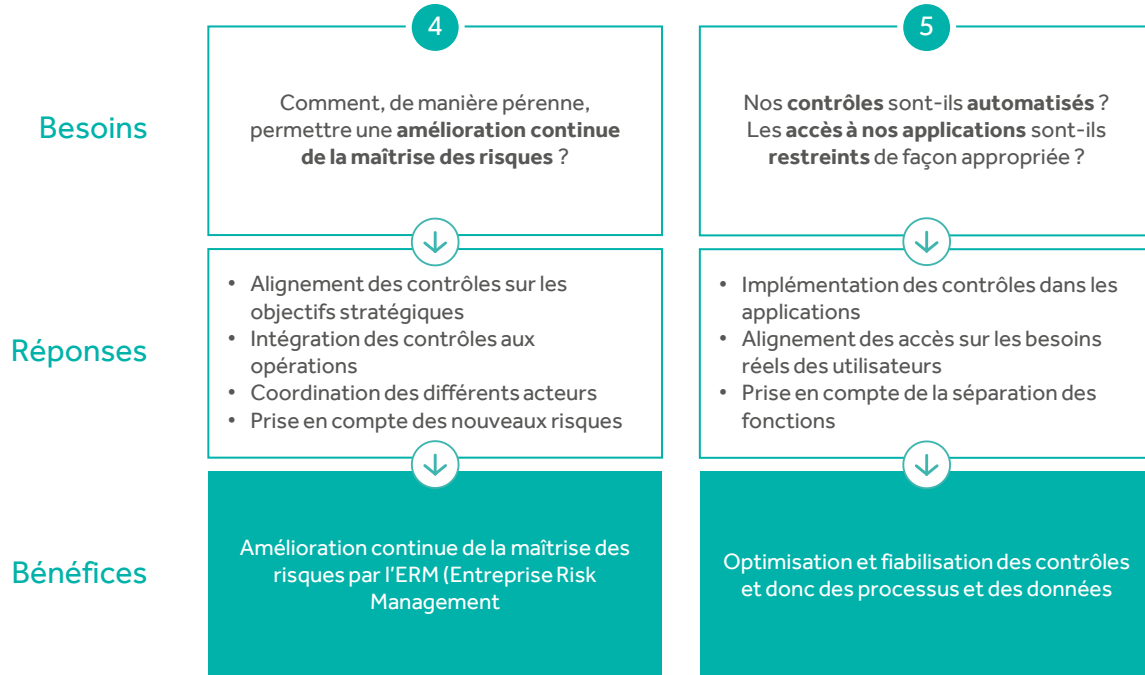 4
5
Besoins
Comment, de manière pérenne,
permettre une amélioration continue
de la maîtrise des risques ?
Nos contrôles sont-ils automatisés ?
Les accès à nos applications sont-ils
restreints de façon appropriée ?
Réponses
• Alignement des contrôles sur les
objectifs stratégiques
• Intégration des contrôles aux
opérations
• Coordination des différents acteurs
• Prise en compte des nouveaux risques
• Implémentation des contrôles dans les
applications
• Alignement des accès sur les besoins
réels des utilisateurs
• Prise en compte de la séparation des
fonctions
Bénéfices
Amélioration continue de la maîtrise des
risques par l’ERM (Entreprise Risk
Management
Optimisation et fiabilisation des contrôles
et donc des processus et des données